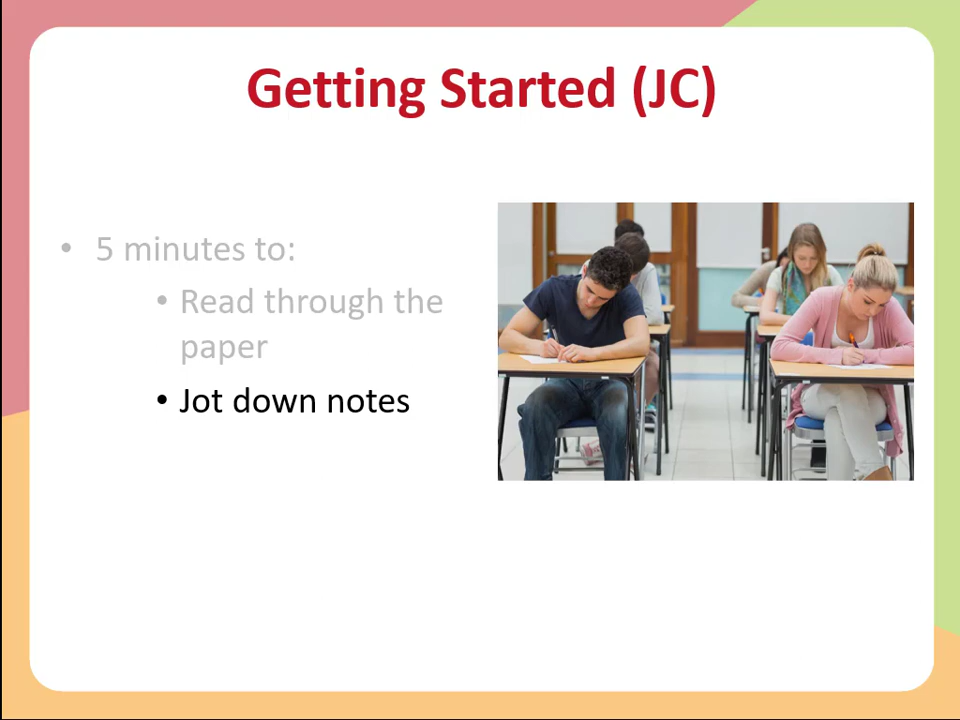 Getting Started (JC)
• 5 minutes to:
• Read through the
paper
• Jot down notes